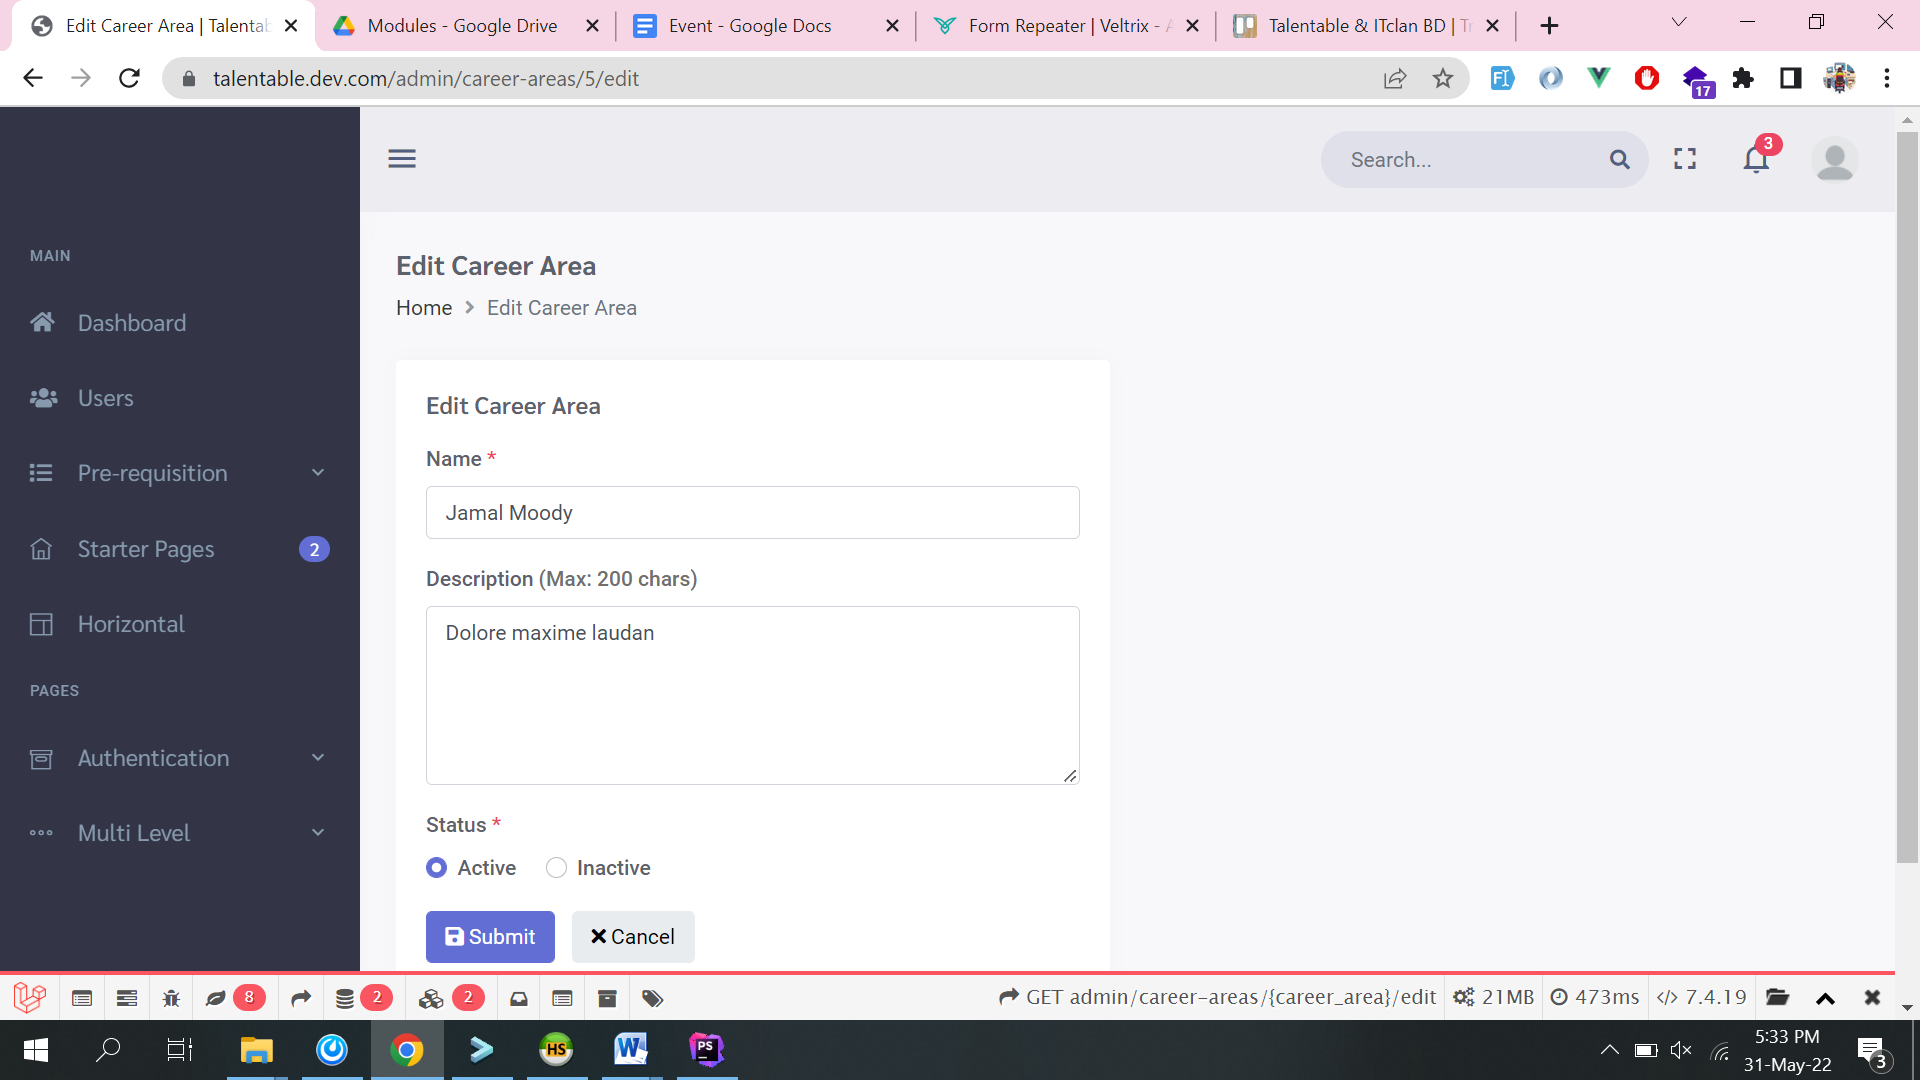 Edit Career Area | Talentab
Modules - Google Drive
Event - Google Docs
Form Repeater | Veltrix - A
Talentable & ITclan BD | Tr
talentable.dev.com/admin/career-areas/5/edit
17
Search...
3
MAIN
Dashboard
Users
Pre-requisition
Starter Pages
2
Horizontal
PAGES
Authentication
Multi Level
Edit Career Area
Home > Edit Career Area
Edit Career Area
Name *
Jamal Moody
Description (Max: 200 chars)
Dolore maxime laudan
Status *
Active
Inactive
Submit
Cancel
8
2
2
GET admin/career-areas/{career_area}/edit
21MB
473ms
7.4.19
HS
W
PS
5:33 PM
31-May-22
3